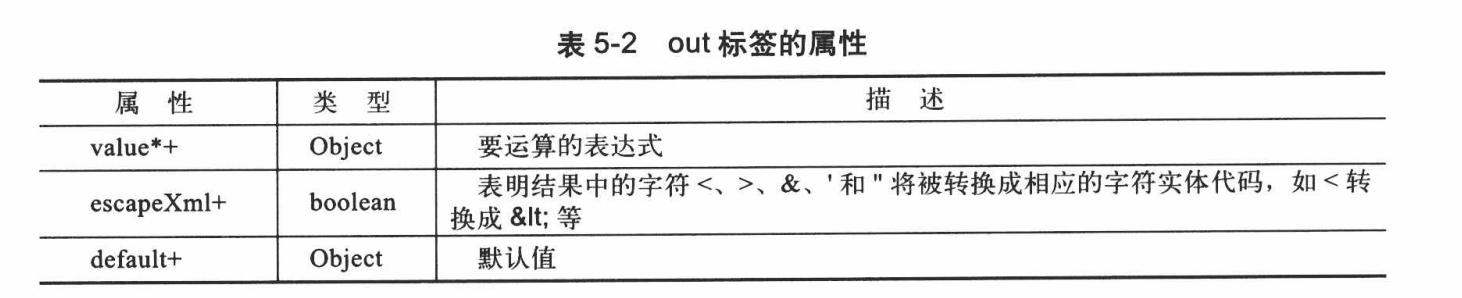 表 5-2 out 标签的属性
属 性 类 型 描 述
value*+ Object 要运算的表达式
escapeXml+ boolean 表明结果中的字符 <、>、&、' 和 " 将被转换成相应的字符实体代码，如 < 转
换成 &lt; 等
default+ Object 默认值